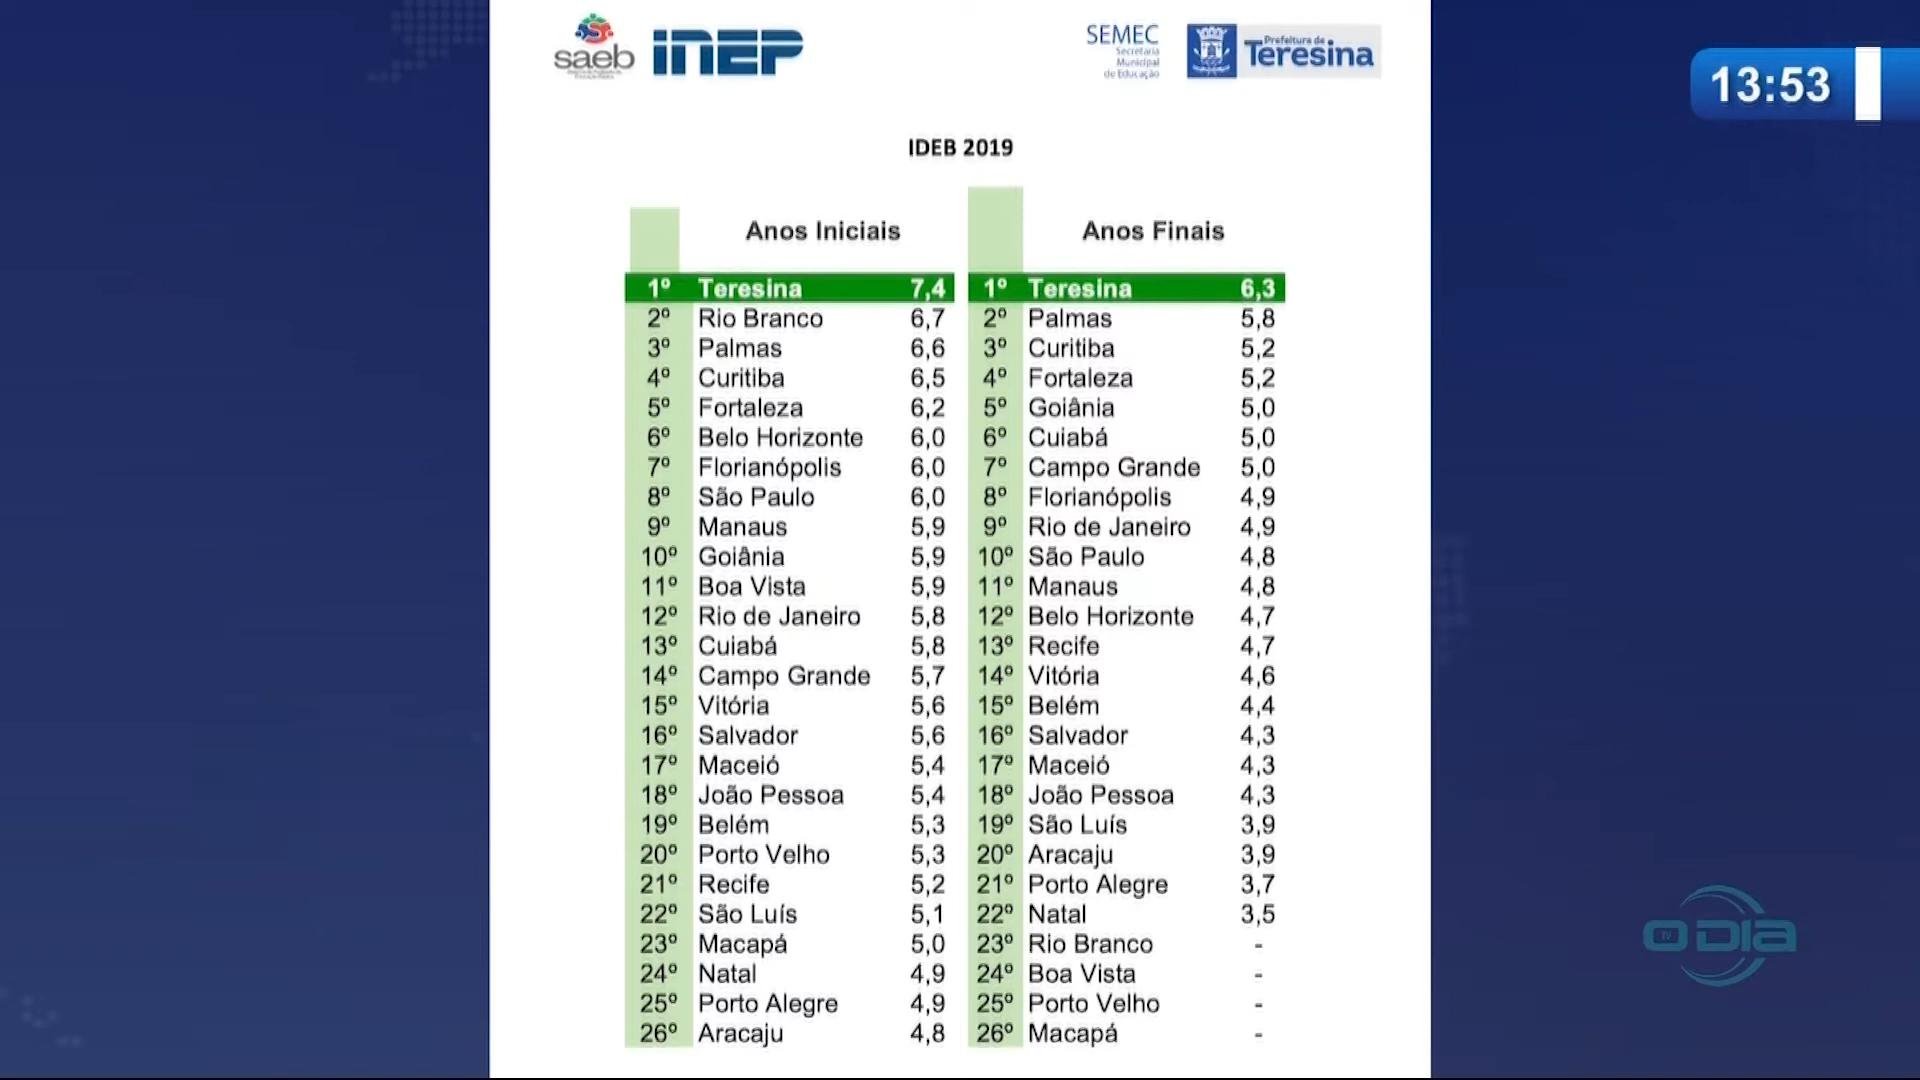 saeb
INEP
SEMEC
Secretaria
Municipal
de Educação
Prefeitura de
Teresina
13:53
IDEB 2019
Anos Iniciais Anos Finais
1º Teresina 7,4 1º Teresina 6,3
2º Rio Branco 6,7 2º Palmas 5,8
3º Palmas 6,6 3º Curitiba 5,2
4º Curitiba 6,5 4º Fortaleza 5,2
5º Fortaleza 6,2 5º Goiânia 5,0
6º Belo Horizonte 6,0 6º Cuiabá 5,0
7º Florianópolis 6,0 7º Campo Grande 5,0
8º São Paulo 6,0 8º Florianópolis 4,9
9º Manaus 5,9 9º Rio de Janeiro 4,9
10º Goiânia 5,9 10º São Paulo 4,8
11º Boa Vista 5,9 11º Manaus 4,8
12º Rio de Janeiro 5,8 12º Belo Horizonte 4,7
13º Cuiabá 5,8 13º Recife 4,7
14º Campo Grande 5,7 14º Vitória 4,6
15º Vitória 5,6 15º Belém 4,4
16º Salvador 5,6 16º Salvador 4,3
17º Maceió 5,4 17º Maceió 4,3
18º João Pessoa 5,4 18º João Pessoa 4,3
19º Belém 5,3 19º São Luís 3,9
20º Porto Velho 5,3 20º Aracaju 3,9
21º Recife 5,2 21º Porto Alegre 3,7
22º São Luís 5,1 22º Natal 3,5
23º Macapá 5,0 23º Rio Branco -
24º Natal 4,9 24º Boa Vista -
25º Porto Alegre 4,9 25º Porto Velho -
26º Aracaju 4,8 26º Macapá -
O DIA
TV